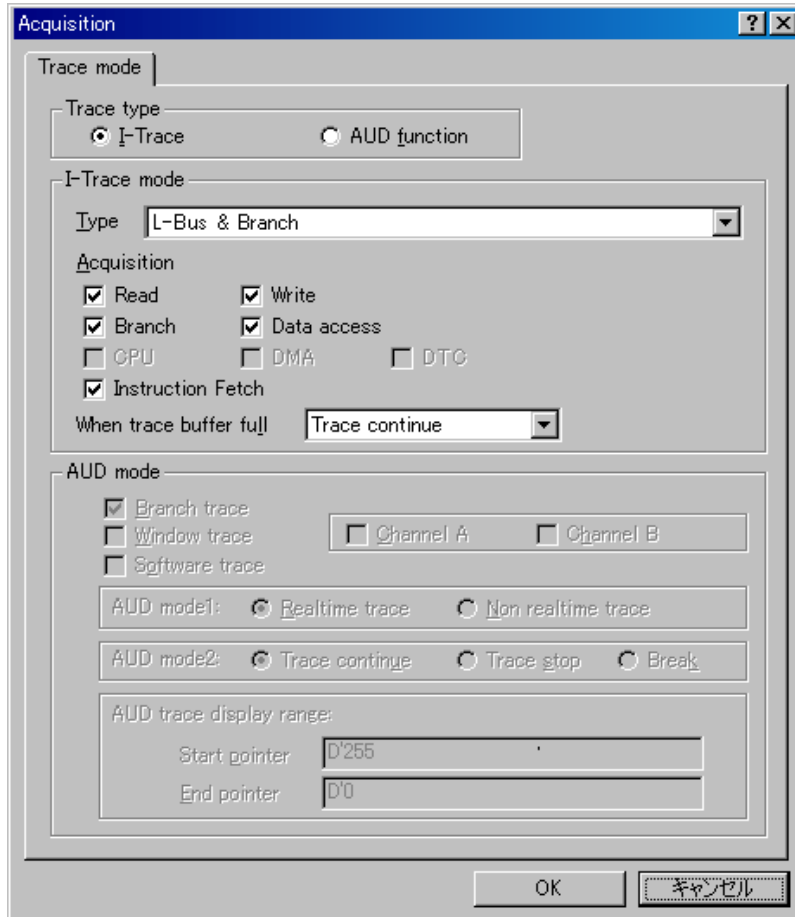 Acquisition
Trace mode
Trace type
I-Trace AUD function
I-Trace mode
Type L-Bus & Branch
Acquisition
Read Write
Branch Data access
CPU DMA DTC
Instruction Fetch
When trace buffer full Trace continue
AUD mode
Branch trace
Window trace Channel A Channel B
Software trace
AUD mode1: Realtime trace Non realtime trace
AUD mode2: Trace continue Trace stop Break
AUD trace display range:
Start pointer D'255
End pointer D'0
OK キャンセル